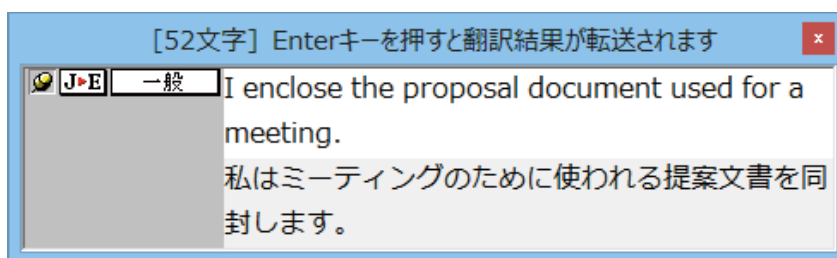 [52文字] Enterキーを押すと翻訳結果が転送されます
x
J▶E 一般 I enclose the proposal document used for a
meeting.
私はミーティングのために使われる提案文書を同
封します。